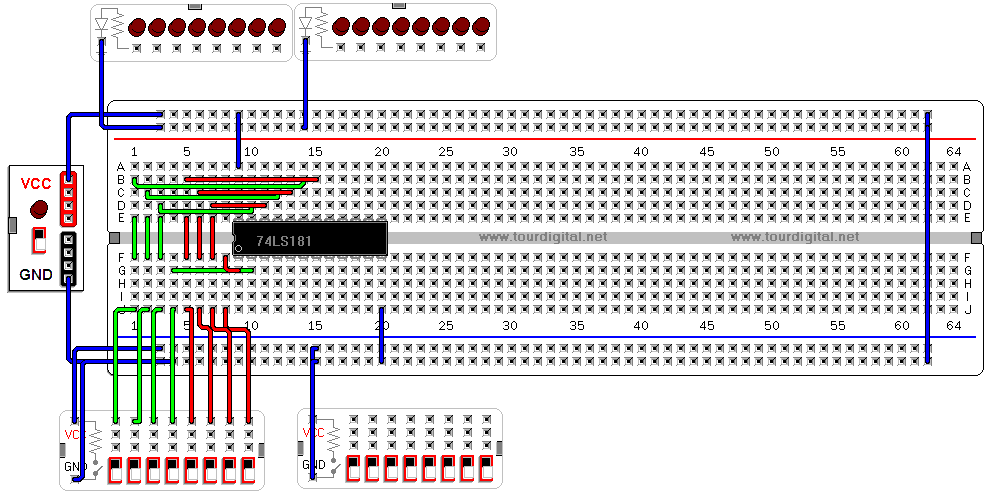 1 5 10 15 20 25 30 35 40 45 50 55 60 64
A A
B B
C C
D D
E E
VCC
74LS181 www.tourdigital.net www.tourdigital.net
F F
G G
GND
H H
I I
J J
1 5 10 15 20 25 30 35 40 45 50 55 60 64
VCC VCC
GND GND